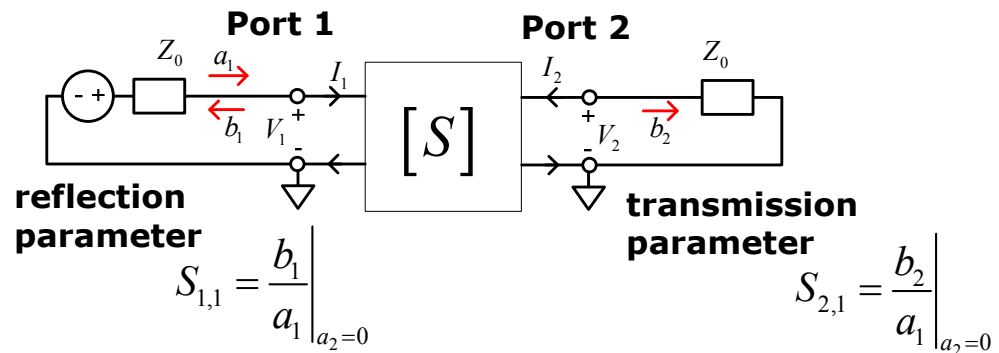 Port 1
Port 2
Z₀
a₁
I₁
I₂
Z₀
- +
b₁
V₁
+
-
[S]
+
-
V₂
b₂
reflection
parameter
transmission
parameter
S₁,₁ = b₁/a₁ |ₐ₂₌₀
S₂,₁ = b₂/a₁ |ₐ₂₌₀